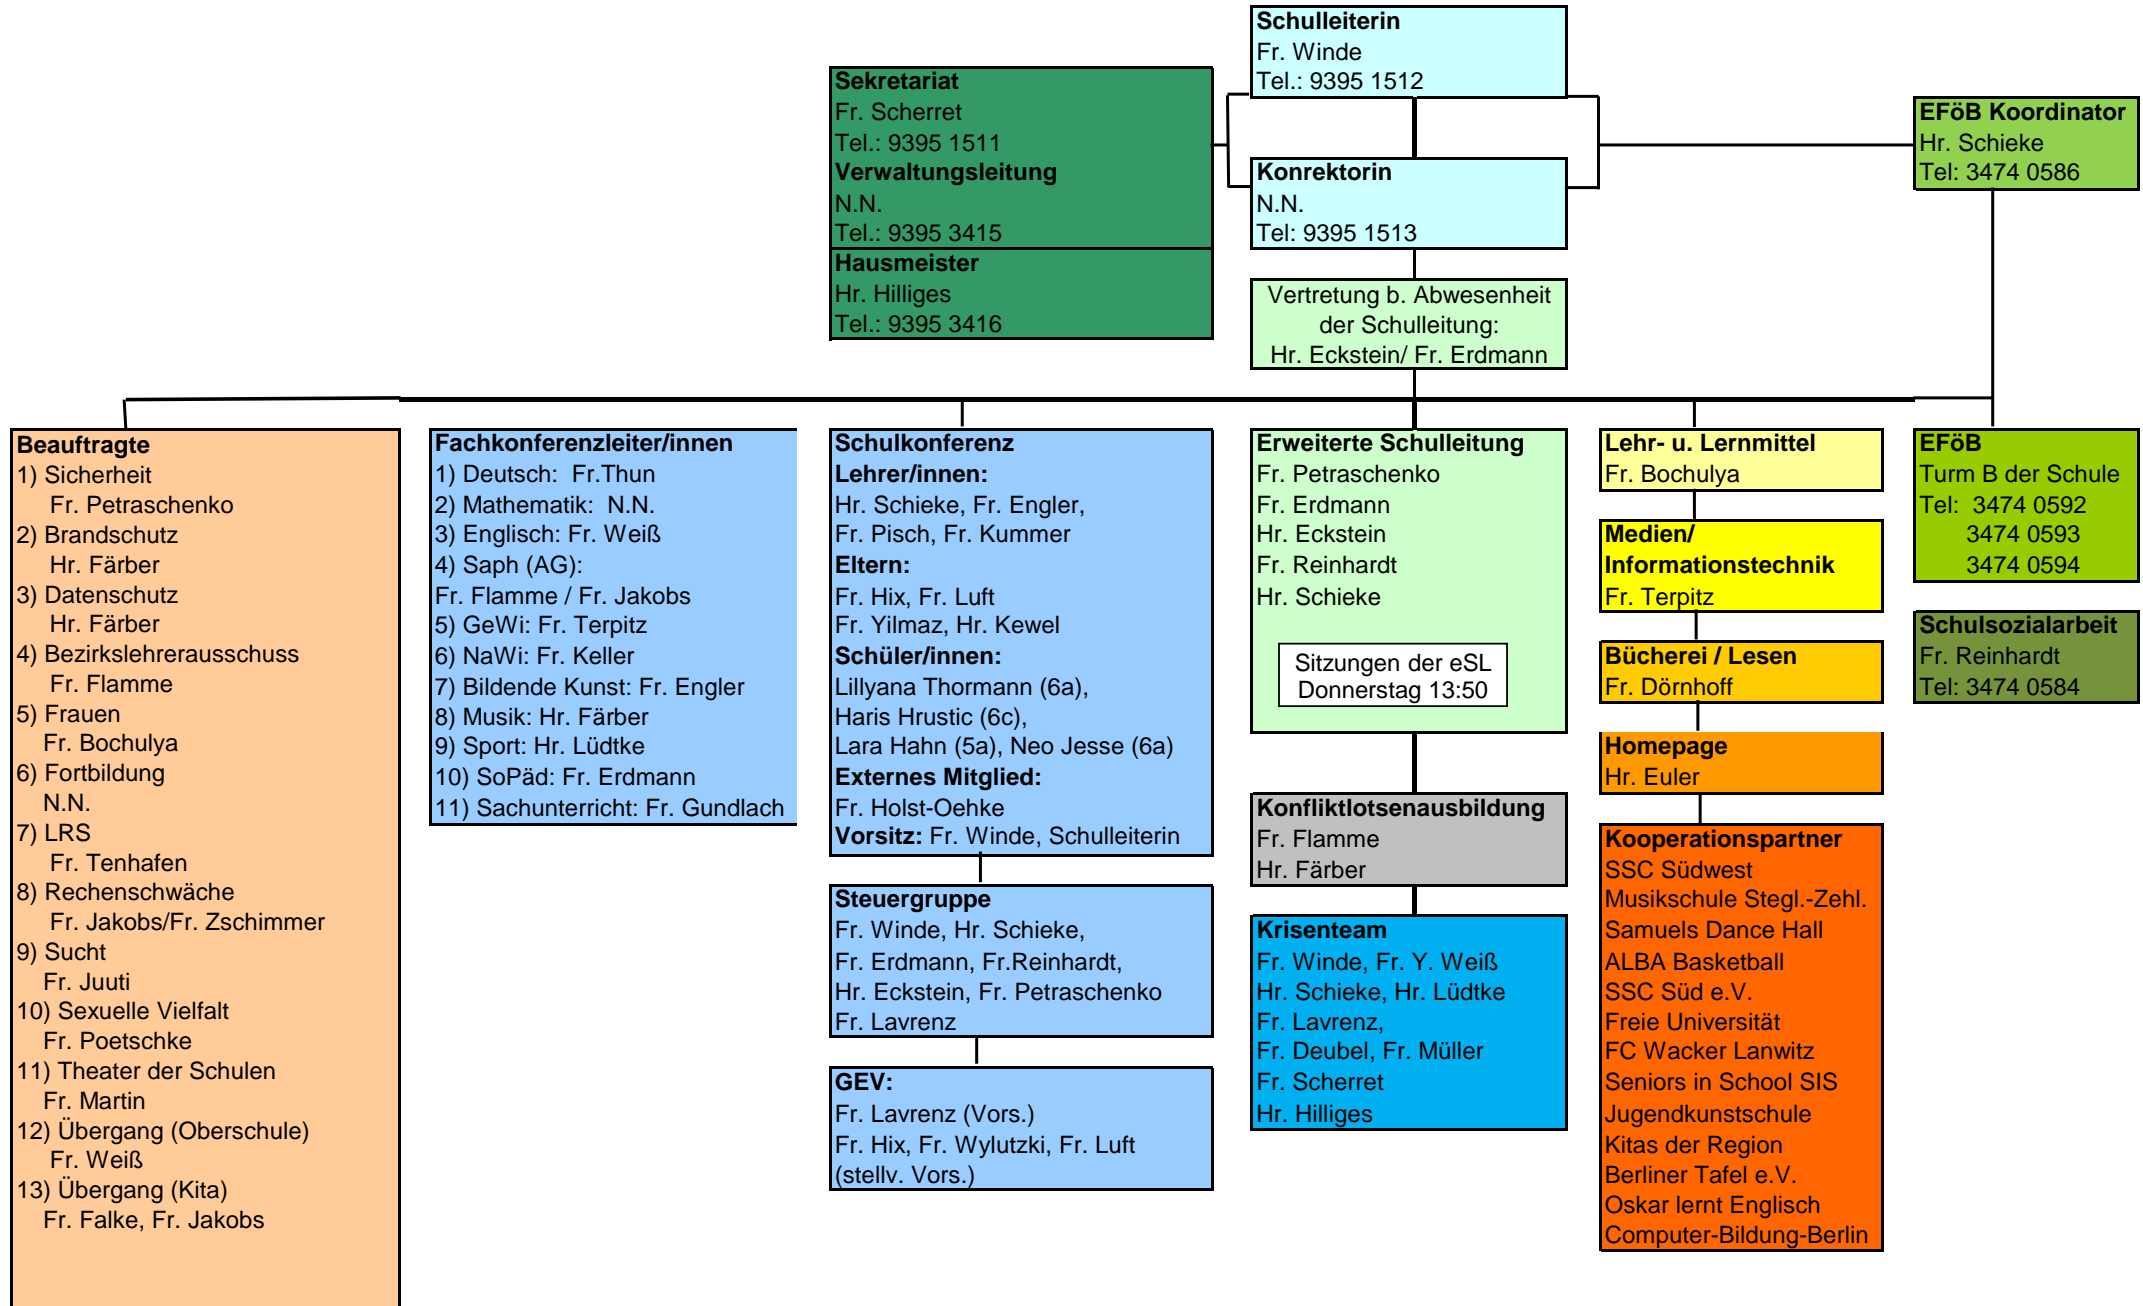 Schulleiterin
Fr. Winde
Tel.: 9395 1512
Sekretariat
Fr. Scherret
Tel.: 9395 1511
Verwaltungsleitung
N.N.
Tel.: 9395 3415
Hausmeister
Hr. Hilliges
Tel.: 9395 3416
Konrektorin
N.N.
Tel: 9395 1513
EFöB Koordinator
Hr. Schieke
Tel: 3474 0586
Vertretung b. Abwesenheit
der Schulleitung:
Hr. Eckstein/ Fr. Erdmann
Beauftragte
1) Sicherheit
Fr. Petraschenko
2) Brandschutz
Hr. Färber
3) Datenschutz
Hr. Färber
4) Bezirkslehrerausschuss
Fr. Flamme
5) Frauen
Fr. Bochulya
6) Fortbildung
N.N.
7) LRS
Fr. Tenhafen
8) Rechenschwäche
Fr. Jakobs/Fr. Zschimmer
9) Sucht
Fr. Juuti
10) Sexuelle Vielfalt
Fr. Poetschke
11) Theater der Schulen
Fr. Martin
12) Übergang (Oberschule)
Fr. Weiß
13) Übergang (Kita)
Fr. Falke, Fr. Jakobs
Fachkonferenzleiter/innen
1) Deutsch:  Fr.Thun
2) Mathematik:  N.N.
3) Englisch: Fr. Weiß
4) Saph (AG):
Fr. Flamme / Fr. Jakobs
5) GeWi: Fr. Terpitz
6) NaWi: Fr. Keller
7) Bildende Kunst: Fr. Engler
8) Musik: Hr. Färber
9) Sport: Hr. Lüdtke
10) SoPäd: Fr. Erdmann
11) Sachunterricht: Fr. Gundlach
Schulkonferenz
Lehrer/innen:
Hr. Schieke, Fr. Engler,
Fr. Pisch, Fr. Kummer
Eltern:
Fr. Hix, Fr. Luft
Fr. Yilmaz, Hr. Kewel
Schüler/innen:
Lillyana Thormann (6a),
Haris Hrustic (6c),
Lara Hahn (5a), Neo Jesse (6a)
Externes Mitglied:
Fr. Holst-Oehke
Vorsitz: Fr. Winde, Schulleiterin
Steuergruppe
Fr. Winde, Hr. Schieke,
Fr. Erdmann, Fr.Reinhardt,
Hr. Eckstein, Fr. Petraschenko
Fr. Lavrenz
GEV:
Fr. Lavrenz (Vors.)
Fr. Hix, Fr. Wylutzki, Fr. Luft
(stellv. Vors.)
Erweiterte Schulleitung
Fr. Petraschenko
Fr. Erdmann
Hr. Eckstein
Fr. Reinhardt
Hr. Schieke
Sitzungen der eSL
Donnerstag 13:50
Konfliktlotsenausbildung
Fr. Flamme
Hr. Färber
Krisenteam
Fr. Winde, Fr. Y. Weiß
Hr. Schieke, Hr. Lüdtke
Fr. Lavrenz,
Fr. Deubel, Fr. Müller
Fr. Scherret
Hr. Hilliges
Lehr- u. Lernmittel
Fr. Bochulya
Medien/
Informationstechnik
Fr. Terpitz
Bücherei / Lesen
Fr. Dörnhoff
Homepage
Hr. Euler
Kooperationspartner
SSC Südwest
Musikschule Stegl.-Zehl.
Samuels Dance Hall
ALBA Basketball
SSC Süd e.V.
Freie Universität
FC Wacker Lanwitz
Seniors in School SIS
Jugendkunstschule
Kitas der Region
Berliner Tafel e.V.
Oskar lernt Englisch
Computer-Bildung-Berlin
EFöB
Turm B der Schule
Tel:  3474 0592
3474 0593
3474 0594
Schulsozialarbeit
Fr. Reinhardt
Tel: 3474 0584